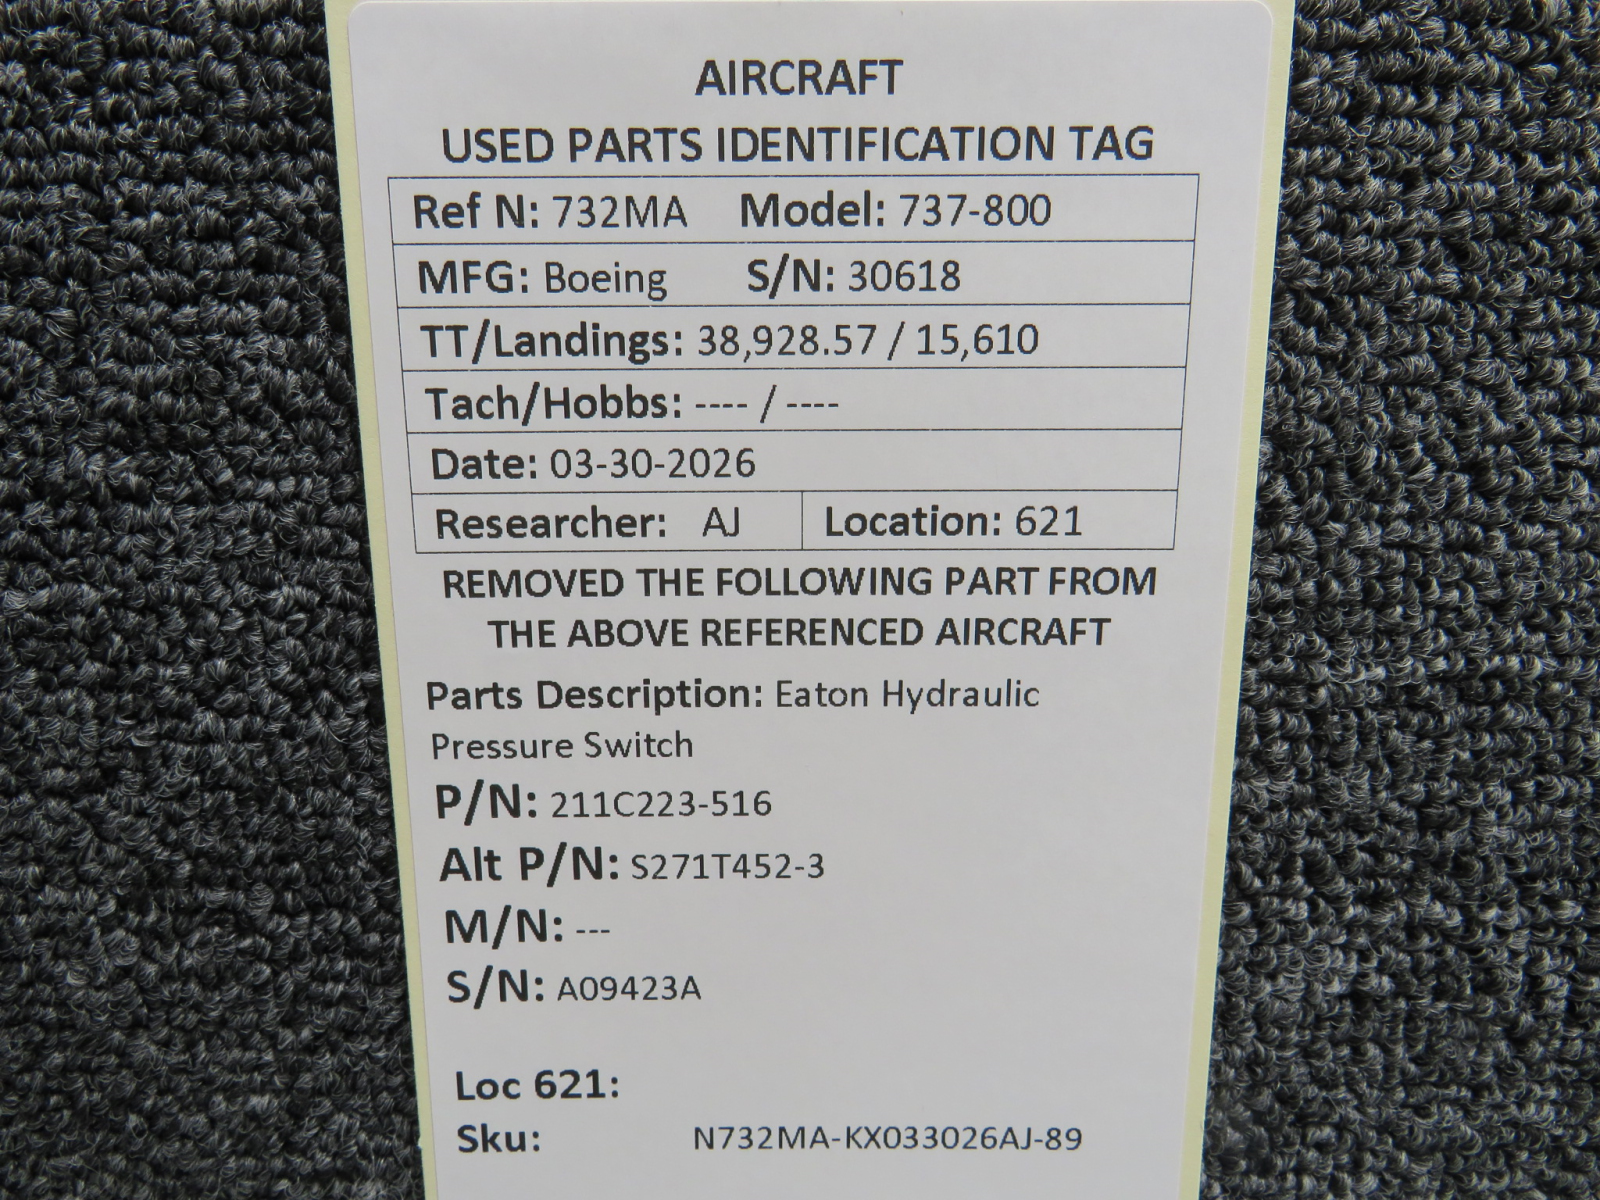 AIRCRAFT
USED PARTS IDENTIFICATION TAG
Ref N: 732MA Model: 737-800
MFG: Boeing S/N: 30618
TT/Landings: 38,928.57 / 15,610
Tach/Hobbs: ---- / ----
Date: 03-30-2026
Researcher: AJ Location: 621
REMOVED THE FOLLOWING PART FROM
THE ABOVE REFERENCED AIRCRAFT
Parts Description: Eaton Hydraulic
Pressure Switch
P/N: 211C223-516
Alt P/N: S271T452-3
M/N: ---
S/N: A09423A
Loc 621:
Sku: N732MA-KX033026AJ-89